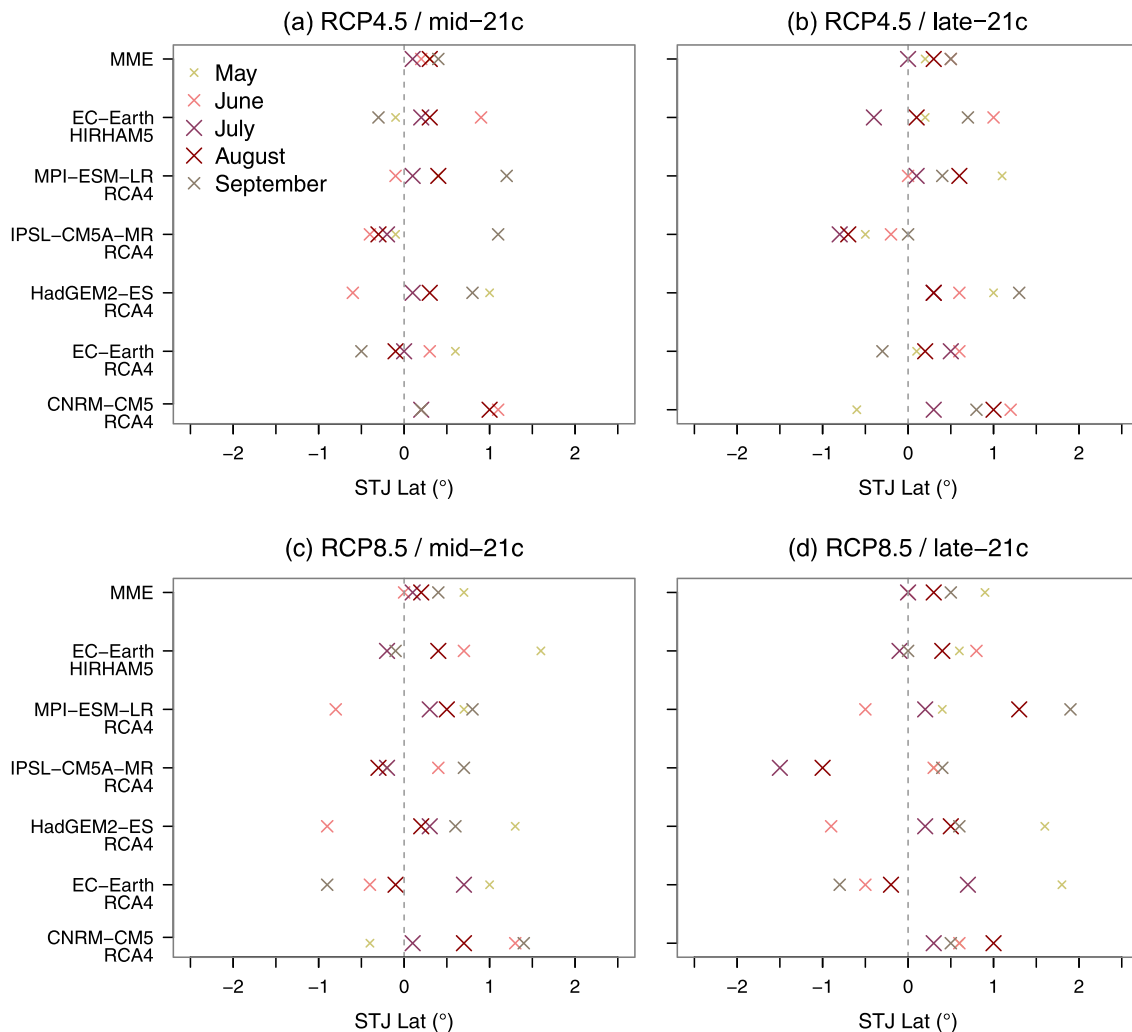 (a) RCP4.5 / mid−21c
MME
EC−Earth
HIRHAM5
MPI−ESM−LR
RCA4
IPSL−CM5A−MR
RCA4
HadGEM2−ES
RCA4
EC−Earth
RCA4
CNRM−CM5
RCA4
May
June
July
August
September
−2 −1 0 1 2
STJ Lat (°)
(b) RCP4.5 / late−21c
−2 −1 0 1 2
STJ Lat (°)
(c) RCP8.5 / mid−21c
MME
EC−Earth
HIRHAM5
MPI−ESM−LR
RCA4
IPSL−CM5A−MR
RCA4
HadGEM2−ES
RCA4
EC−Earth
RCA4
CNRM−CM5
RCA4
−2 −1 0 1 2
STJ Lat (°)
(d) RCP8.5 / late−21c
−2 −1 0 1 2
STJ Lat (°)